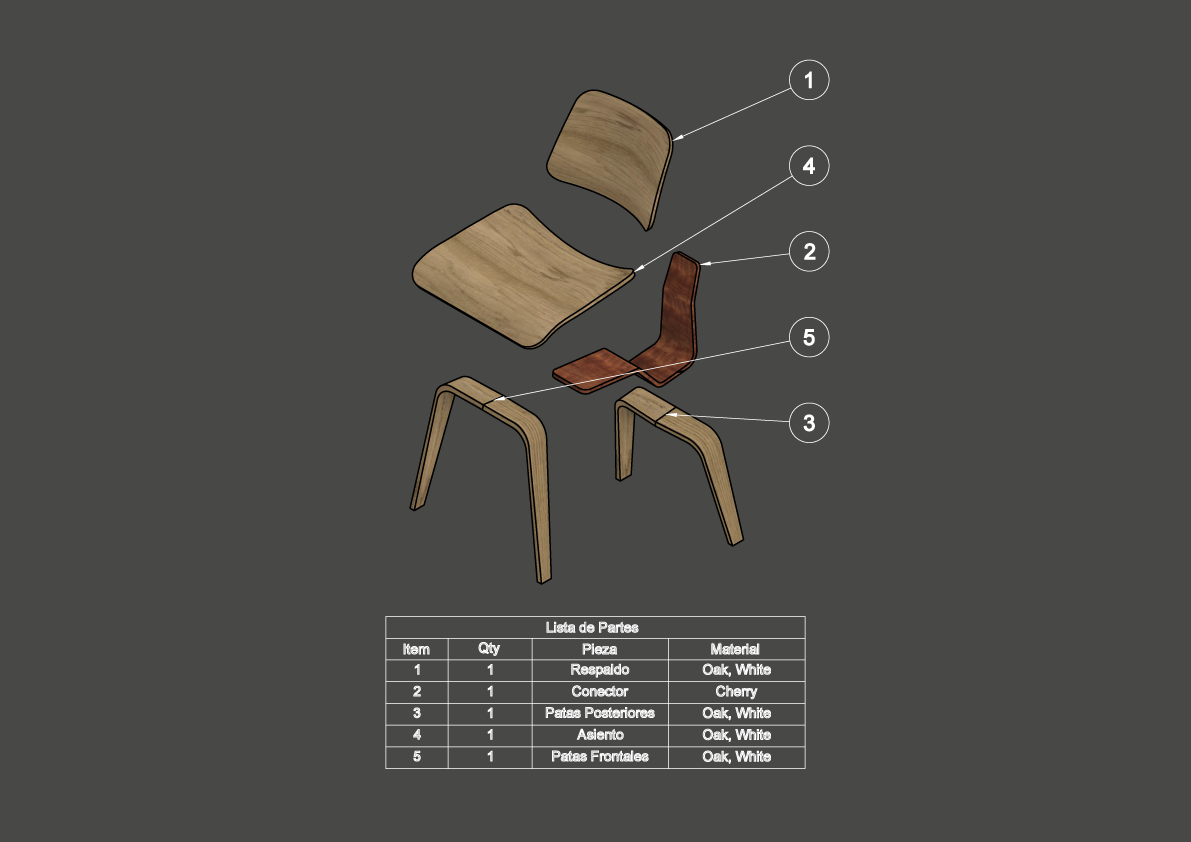 1
4
2
5
3
Lista de Partes
Item Qty Pieza Material
1 1 Respaldo Oak, White
2 1 Conector Cherry
3 1 Patas Posteriores Oak, White
4 1 Asiento Oak, White
5 1 Patas Frontales Oak, White